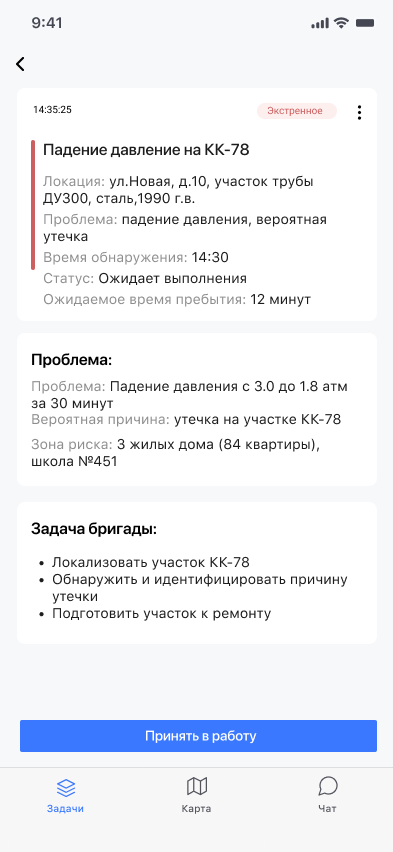 9:41
14:35:25
Экстренное
Падение давление на КК-78
Локация: ул.Новая, д.10, участок трубы
ДУ300, сталь,1990 г.в.
Проблема: падение давления, вероятная
утечка
Время обнаружения: 14:30
Статус: Ожидает выполнения
Ожидаемое время пребытия: 12 минут
Проблема:
Проблема: Падение давления с 3.0 до 1.8 атм
за 30 минут
Вероятная причина: утечка на участке КК-78
Зона риска: 3 жилых дома (84 квартиры),
школа №451
Задача бригады:
• Локализовать участок КК-78
• Обнаружить и идентифицировать причину
утечки
• Подготовить участок к ремонту
Принять в работу
Задачи
Карта
Чат